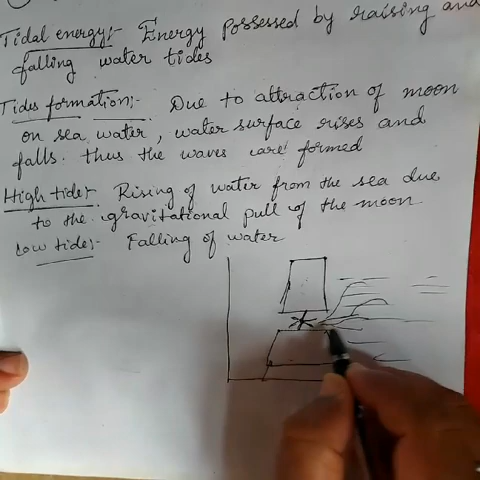 Tidal energy:- Energy possessed by raising and
falling water tides
Tides formation:- Due to attraction of moon
on sea water, water surface rises and
falls. thus the waves are formed
High tide:- Rising of water from the sea due
to the gravitational pull of the moon
Low tide:- Falling of water